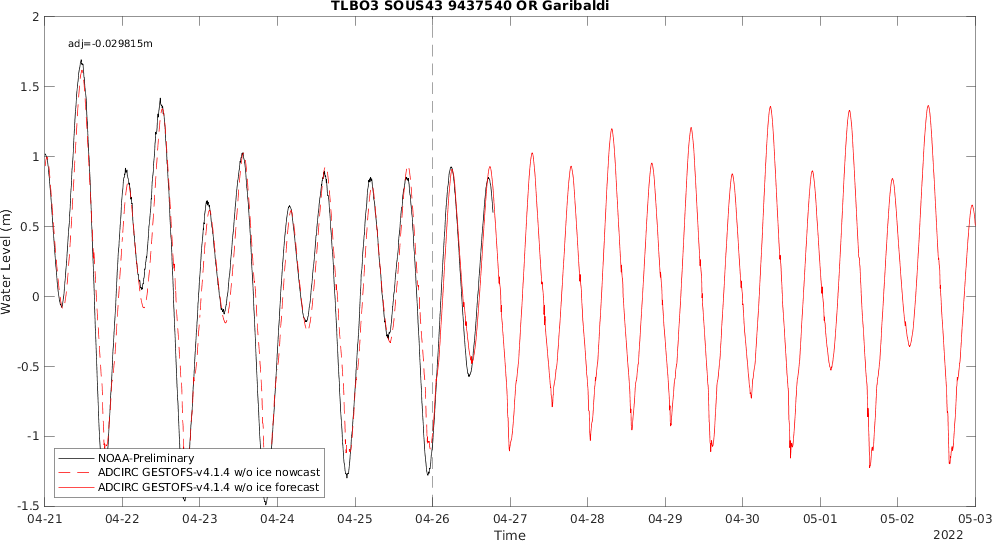 TLBO3 SOUS43 9437540 OR Garibaldi
adj=-0.029815m
2
1.5
1
0.5
0
-0.5
-1
-1.5
Water Level (m)
NOAA-Preliminary
ADCIRC GESTOFS-v4.1.4 w/o ice nowcast
ADCIRC GESTOFS-v4.1.4 w/o ice forecast
04-21 04-22 04-23 04-24 04-25 04-26 04-27 04-28 04-29 04-30 05-01 05-02 05-03
Time
2022